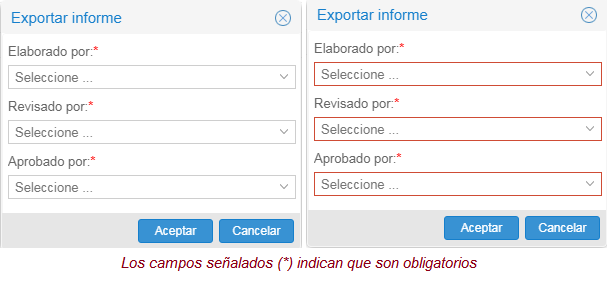 Exportar informe
Elaborado por:*
Seleccione ...
Revisado por:*
Seleccione ...
Aprobado por:*
Seleccione ...
Aceptar
Cancelar
Exportar informe
Elaborado por:*
Seleccione ...
Revisado por:*
Seleccione ...
Aprobado por:*
Seleccione ...
Aceptar
Cancelar
Los campos señalados (*) indican que son obligatorios